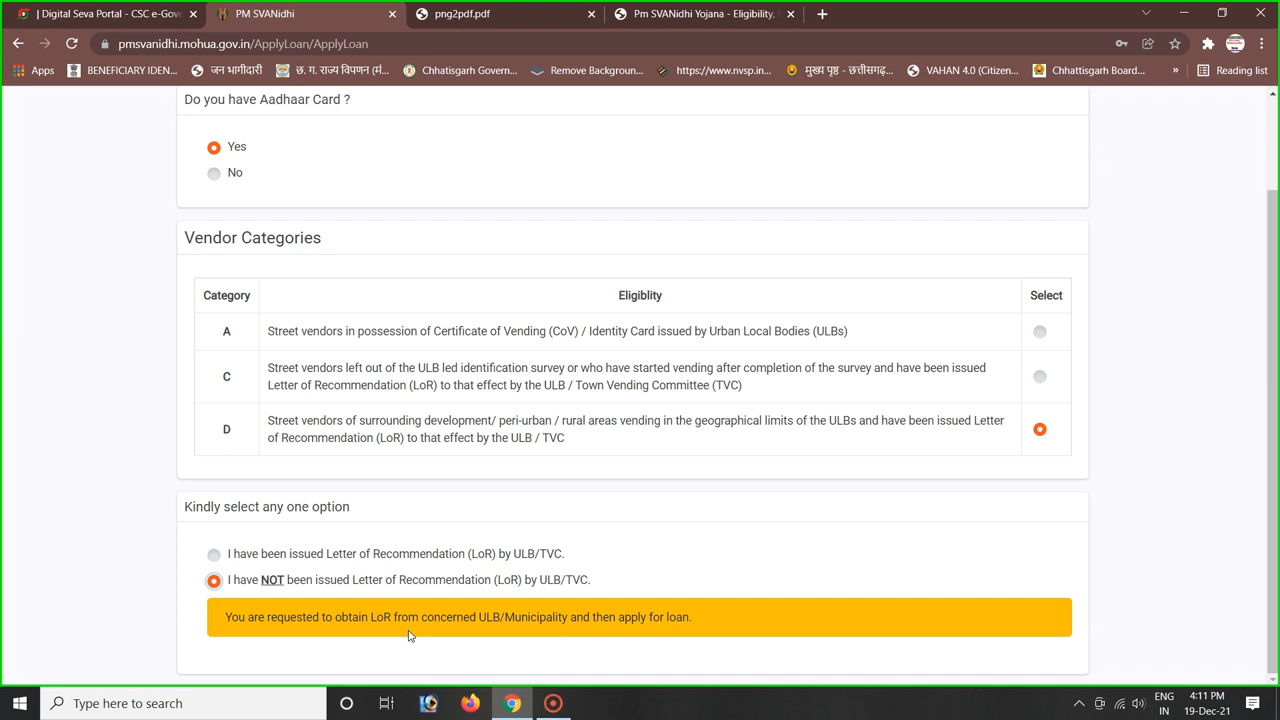 | Digital Seva Portal - CSC e-Gove
PM SVANidhi
png2pdf.pdf
Pm SVANidhi Yojana - Eligibility,
pmsvanidhi.mohua.gov.in/ApplyLoan/ApplyLoan
Apps
BENEFICIARY IDEN...
जन भागीदारी
छ. ग. राज्य विपणन (मं...
Chhattisgarh Govern...
Remove Backgroun...
https://www.nvsp.in...
मुख्य पृष्ठ - छत्तीसगढ़...
VAHAN 4.0 (Citizen...
Chhattisgarh Board...
»
Reading list
Do you have Aadhaar Card ?
Yes
No
Vendor Categories
Category Eligiblity Select
A Street vendors in possession of Certificate of Vending (CoV) / Identity Card issued by Urban Local Bodies (ULBs)
Street vendors left out of the ULB led identification survey or who have started vending after completion of the survey and have been issued
C
Letter of Recommendation (LoR) to that effect by the ULB / Town Vending Committee (TVC)
Street vendors of surrounding development/ peri-urban / rural areas vending in the geographical limits of the ULBs and have been issued Letter
D
of Recommendation (LoR) to that effect by the ULB / TVC
Kindly select any one option
I have been issued Letter of Recommendation (LoR) by ULB/TVC.
I have NOT been issued Letter of Recommendation (LoR) by ULB/TVC.
You are requested to obtain LoR from concerned ULB/Municipality and then apply for loan.
Type here to search
ENG
IN
4:11 PM
19-Dec-21